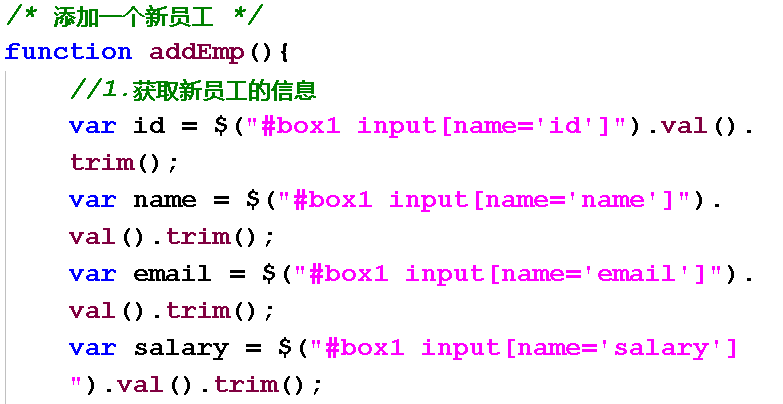 /* 添加一个新员工 */
function addEmp(){
//1.获取新员工的信息
var id = $("#box1 input[name='id']").val().
trim();
var name = $("#box1 input[name='name']").
val().trim();
var email = $("#box1 input[name='email']").
val().trim();
var salary = $("#box1 input[name='salary']
").val().trim();